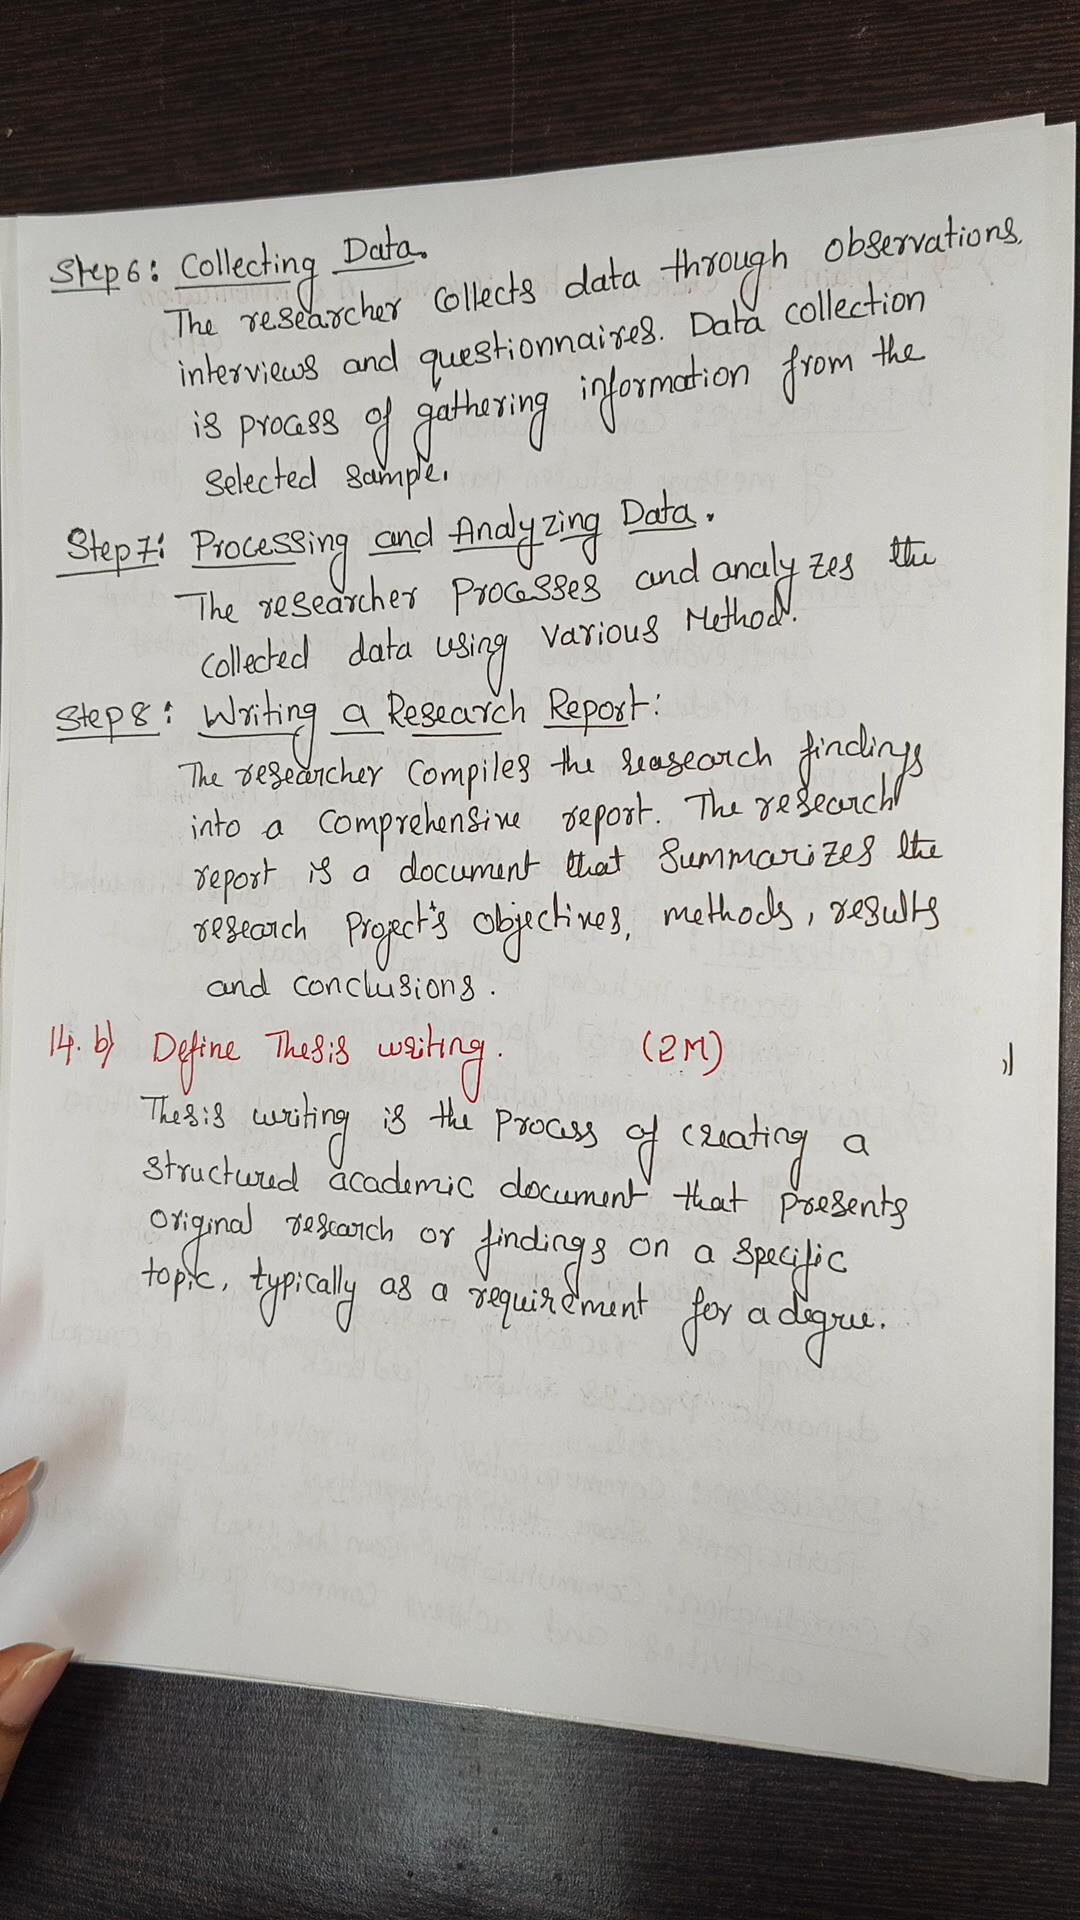 Step 6: Collecting Data.
The researcher collects data through observations,
interviews and questionnaires. Data collection
is process of gathering information from the
selected sample.
Step 7: Processing and Analyzing Data.
The researcher processes and analyzes the
collected data using various Method.
Step 8: Writing a Research Report:
The researcher compiles the reasearch findings
into a comprehensive report. The research
report is a document that summarizes the
research project's objectives, methods, results
and conclusions.
14. b) Define Thesis writing. (2M)
Thesis writing is the process of creating a
structured academic document that presents
original research or findings on a specific
topic, typically as a requirement for a degree.